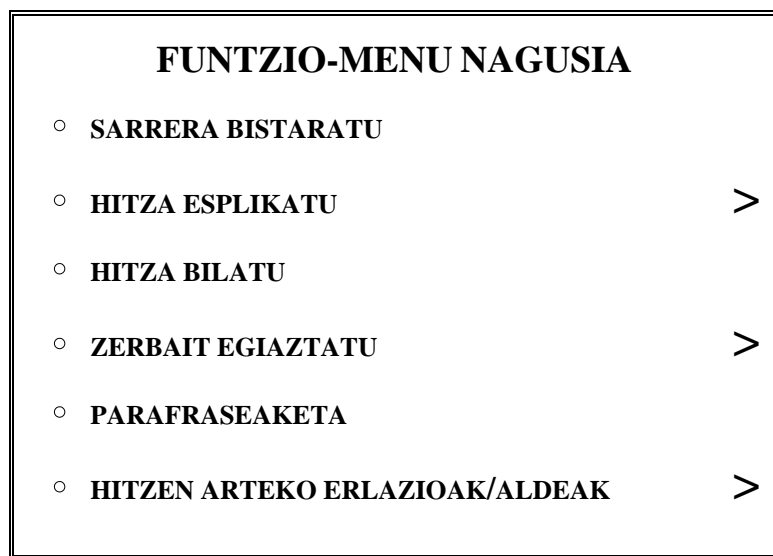 FUNTZIO-MENU NAGUSIA
○ SARRERA BISTARATU
○ HITZA ESPLIKATU >
○ HITZA BILATU
○ ZERBAIT EGIAZTATU >
○ PARAFRASEAKETA
○ HITZEN ARTEKO ERLAZIOAK/ALDEAK >